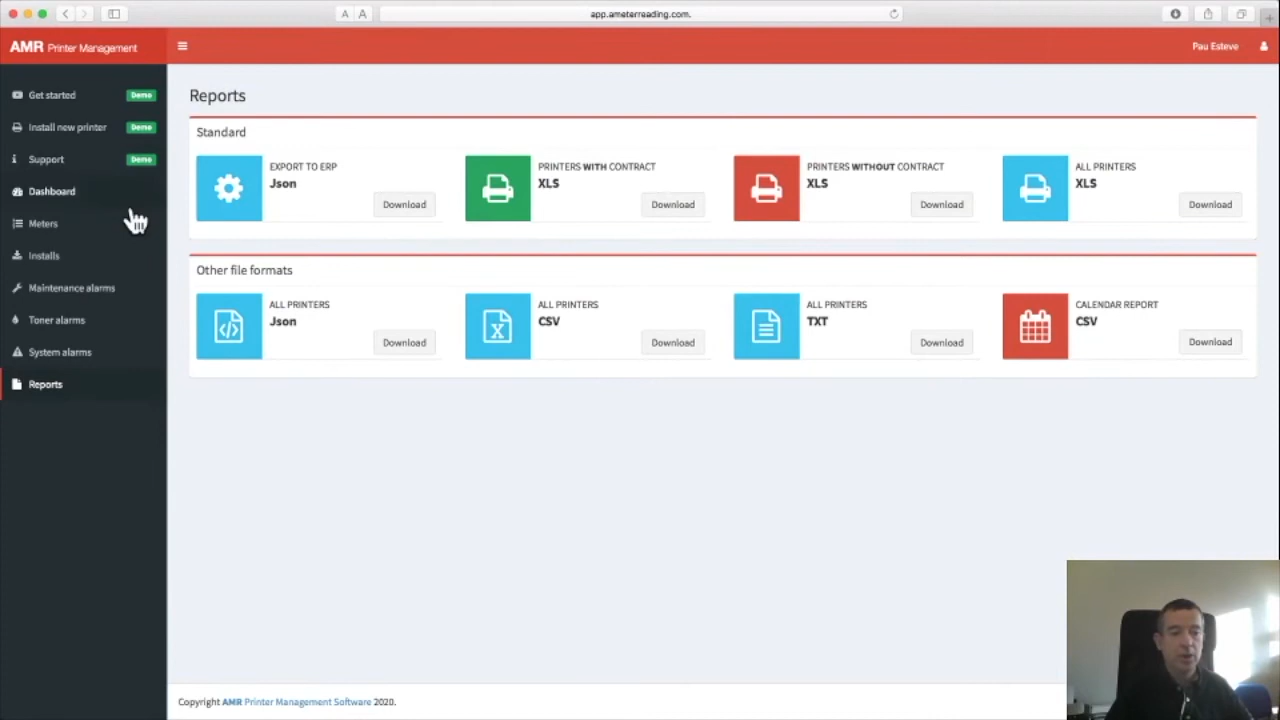 A A
app.ameterreading.com.
AMR Printer Management
Pau Esteve
Get started Demo
Install new printer Demo
Support Demo
Dashboard
Meters
Installs
Maintenance alarms
Toner alarms
System alarms
Reports
Reports
Standard
EXPORT TO ERP
Json
Download
PRINTERS WITH CONTRACT
XLS
Download
PRINTERS WITHOUT CONTRACT
XLS
Download
ALL PRINTERS
XLS
Download
Other file formats
ALL PRINTERS
Json
Download
ALL PRINTERS
CSV
Download
ALL PRINTERS
TXT
Download
CALENDAR REPORT
CSV
Download
Copyright AMR Printer Management Software 2020.